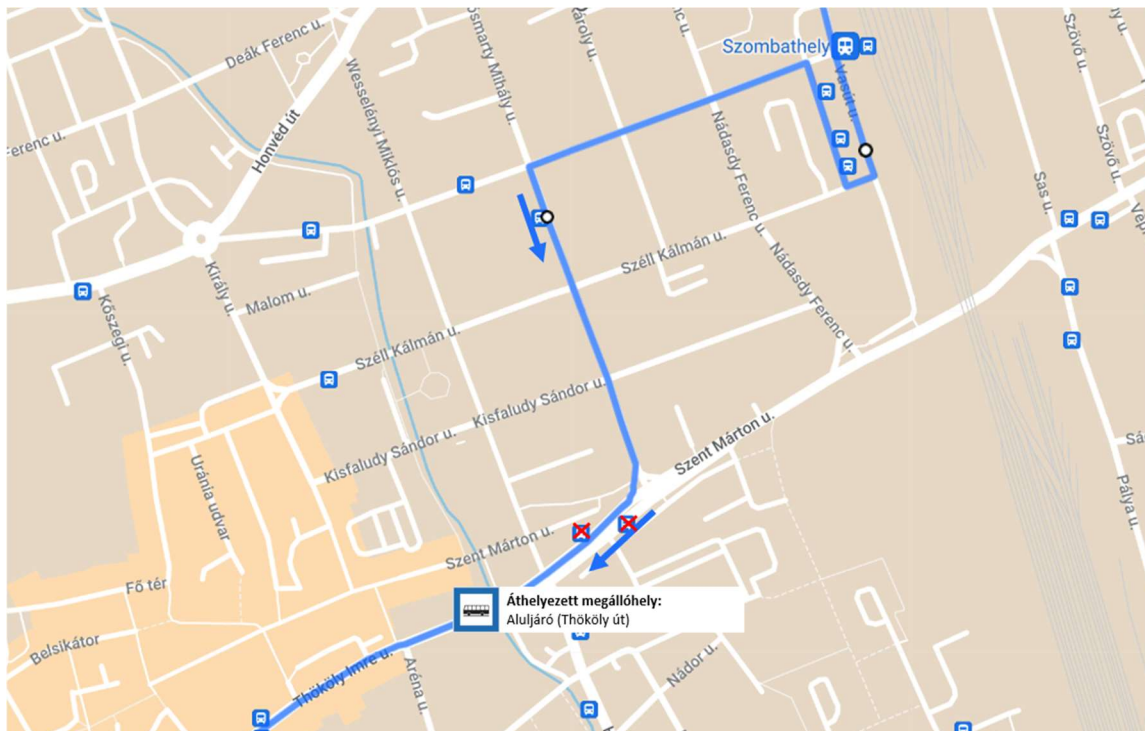 Deák Ferenc u.
Ferenc u.
Honvéd út
Wesselényi Miklós u.
ösmarty Mihály u.
Károly u.
u.
Szombathely
Vasút u.
Szövő u.
Szövő u.
Nádasdy Ferenc u.
Nádasdy Ferenc u.
Sas u.
Király u.
Malom u.
Kőszegi u.
Széll Kálmán u.
Széll Kálmán u.
Kisfaludy Sándor u.
Kisfaludy Sándor u.
Szent Márton u.
Szent Márton u.
Uránia udvar
Fő tér
Belsikátor
Thököly Imre u.
Aréna u.
Nádor u.
Pálya u.
Áthelyezett megállóhely:
Aluljáró (Thököly út)